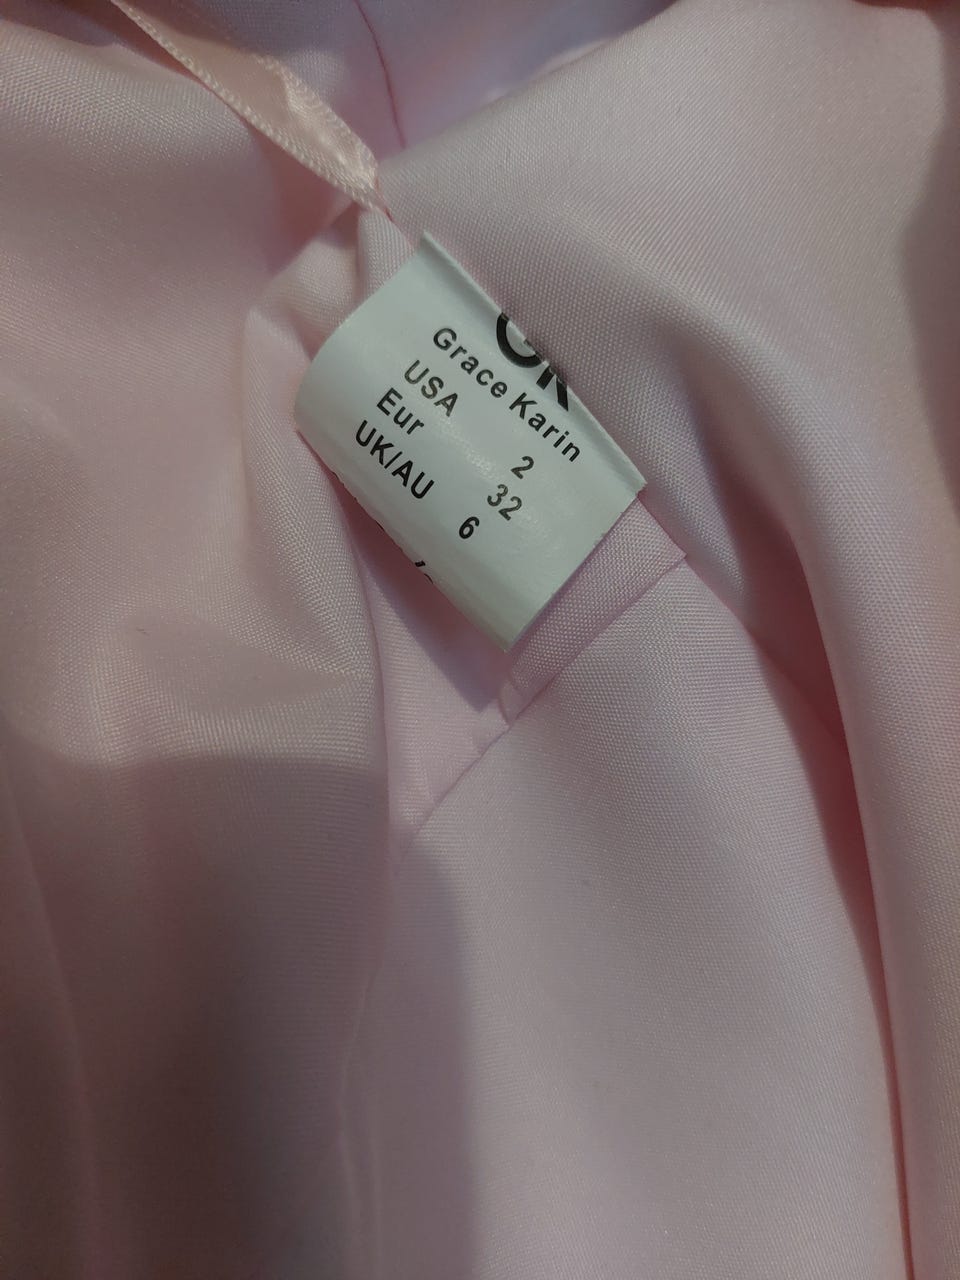 GK
Grace Karin
USA 2
Eur 32
UK/AU 6